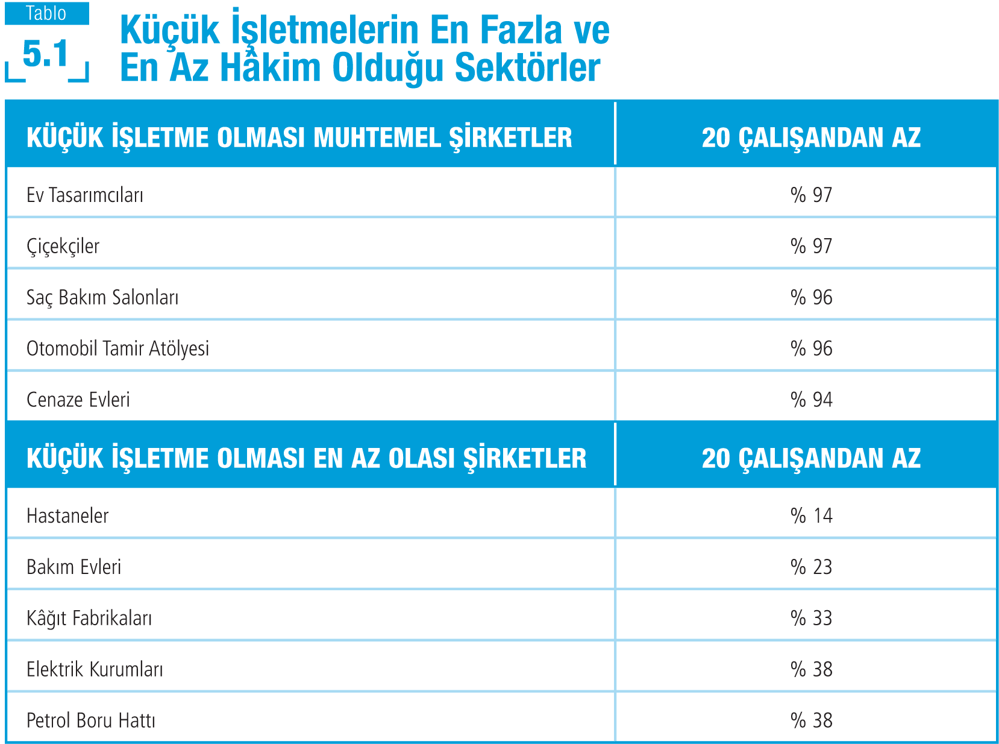 Tablo
5.1
Küçük İşletmelerin En Fazla ve
En Az Hâkim Olduğu Sektörler
KÜÇÜK İŞLETME OLMASI MUHTEMEL ŞİRKETLER 20 ÇALIŞANDAN AZ
Ev Tasarımcıları % 97
Çiçekçiler % 97
Saç Bakım Salonları % 96
Otomobil Tamir Atölyesi % 96
Cenaze Evleri % 94
KÜÇÜK İŞLETME OLMASI EN AZ OLASI ŞİRKETLER 20 ÇALIŞANDAN AZ
Hastaneler % 14
Bakım Evleri % 23
Kâğıt Fabrikaları % 33
Elektrik Kurumları % 38
Petrol Boru Hattı % 38